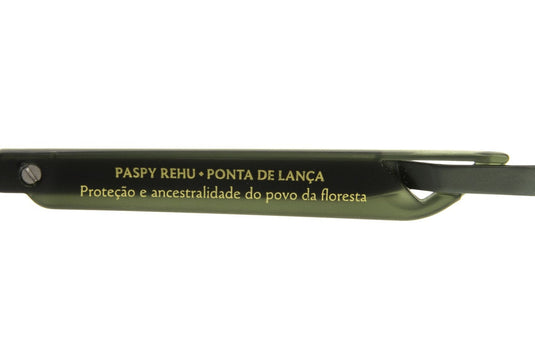 PASPY REHU • PONTA DE LANÇA
Proteção e ancestralidade do povo da floresta